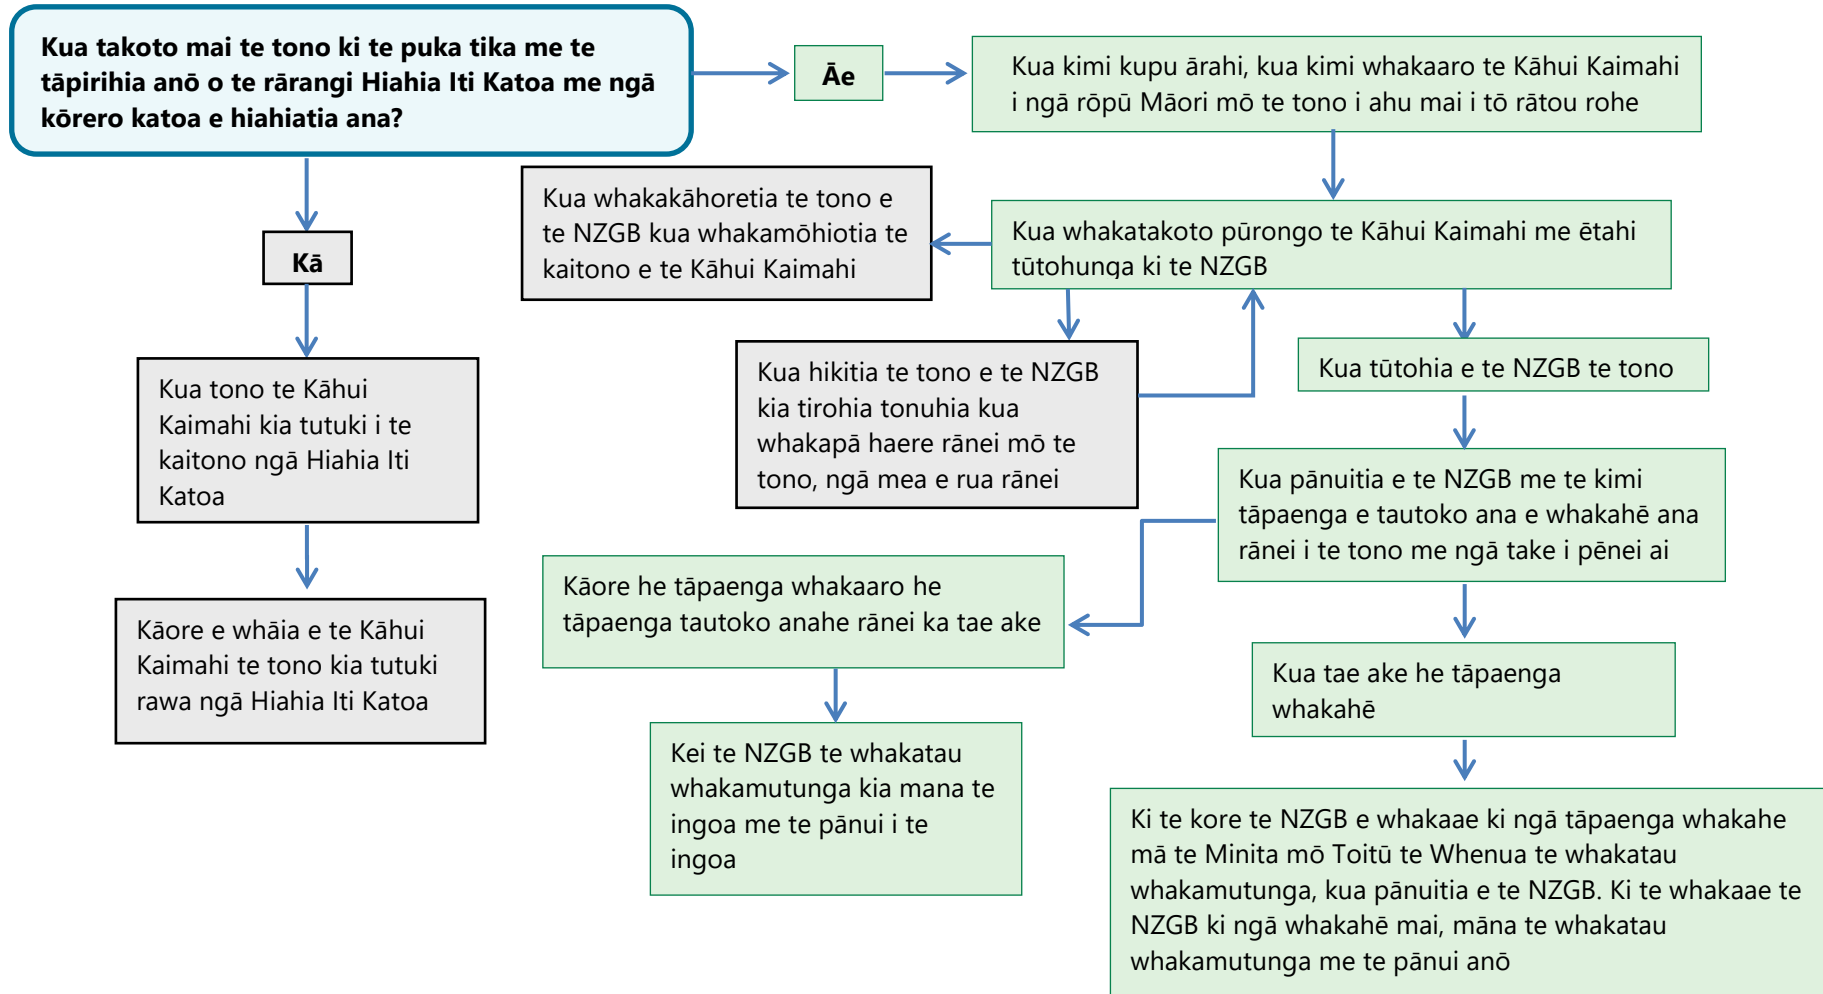 Kua takoto mai te tono ki te puka tika me te
tāpirihia anō o te rārangi Hiahia Iti Katoa me ngā
kōrero katoa e hiahiatia ana?
Āe
Kua kimi kupu ārahi, kua kimi whakaaro te Kāhui Kaimahi
i ngā rōpū Māori mō te tono i ahu mai i tō rātou rohe
Kua whakakāhoretia te tono e
te NZGB kua whakamōhiotia te
kaitono e te Kāhui Kaimahi
Kua whakatakoto pūrongo te Kāhui Kaimahi me ētahi
tūtohunga ki te NZGB
Kā
Kua hikitia te tono e te NZGB
kia tirohia tonuhia kua
whakapā haere rānei mō te
tono, ngā mea e rua rānei
Kua tūtohia e te NZGB te tono
Kua tono te Kāhui
Kaimahi kia tutuki i te
kaitono ngā Hiahia Iti
Katoa
Kua pānuitia e te NZGB me te kimi
tāpaenga e tautoko ana e whakahē ana
rānei i te tono me ngā take i pēnei ai
Kāore he tāpaenga whakaaro he
tāpaenga tautoko anahe rānei ka tae ake
Kāore e whāia e te Kāhui
Kaimahi te tono kia tutuki
rawa ngā Hiahia Iti Katoa
Kua tae ake he tāpaenga
whakahē
Kei te NZGB te whakatau
whakamutunga kia mana te
ingoa me te pānui i te
ingoa
Ki te kore te NZGB e whakaae ki ngā tāpaenga whakahe
mā te Minita mō Toitū te Whenua te whakatau
whakamutunga, kua pānuitia e te NZGB. Ki te whakaae te
NZGB ki ngā whakahē mai, māna te whakatau
whakamutunga me te pānui anō